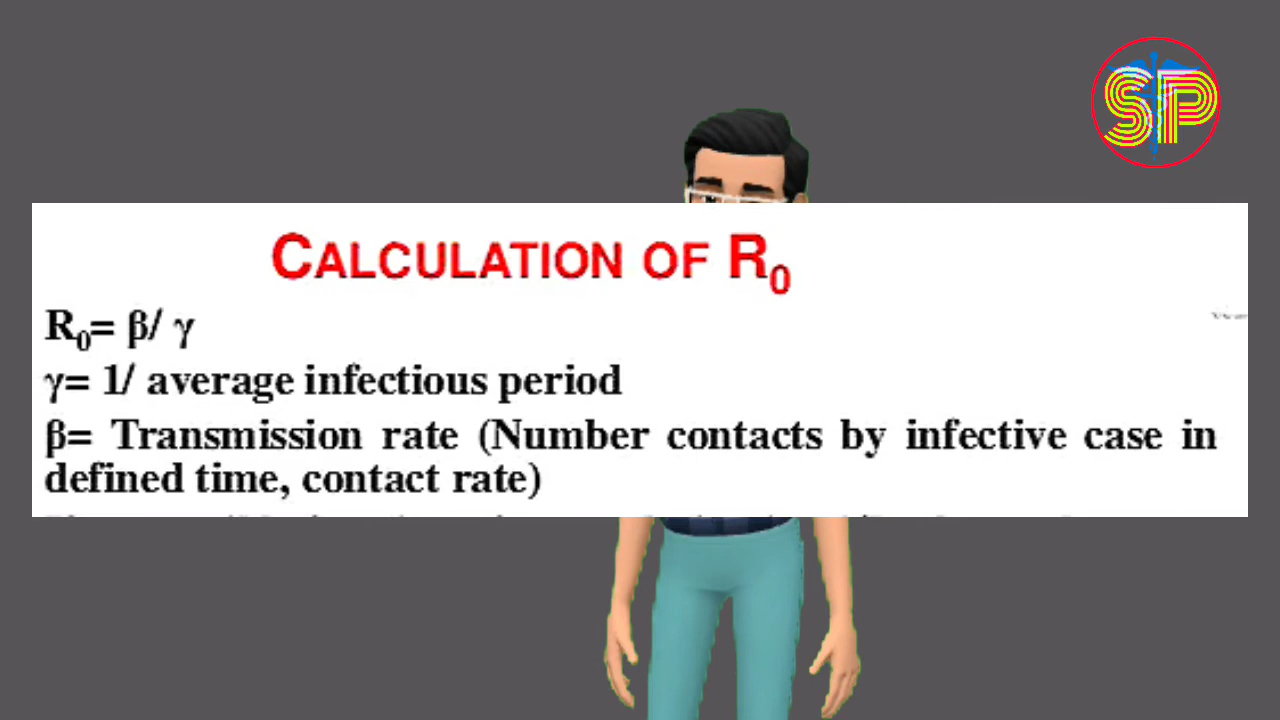 SP
CALCULATION OF R₀
R₀= β/ γ
γ= 1/ average infectious period
β= Transmission rate (Number contacts by infective case in
defined time, contact rate)